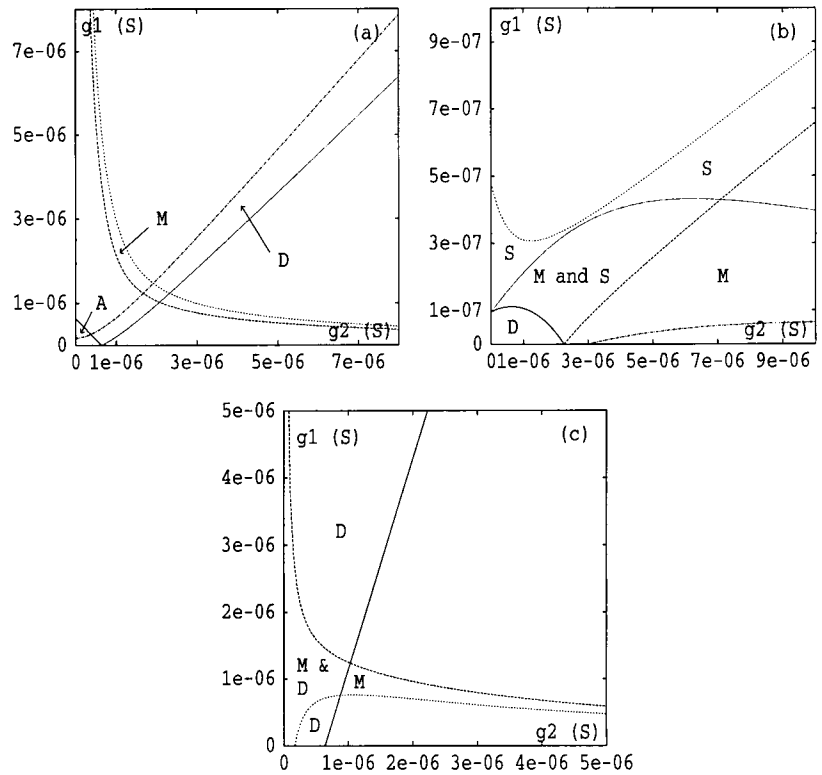 g1 (S)
(a)
7e-06
5e-06
M
3e-06
D
1e-06
A
g2 (S)
0
0 1e-06 3e-06 5e-06 7e-06
g1 (S)
(b)
9e-07
7e-07
S
5e-07
3e-07
S
M and S
M
1e-07
D
g2 (S)
0
0 1e-06 3e-06 5e-06 7e-06 9e-06
5e-06
g1 (S)
(c)
4e-06
D
3e-06
2e-06
M &
D
M
1e-06
D
g2 (S)
0
0 1e-06 2e-06 3e-06 4e-06 5e-06